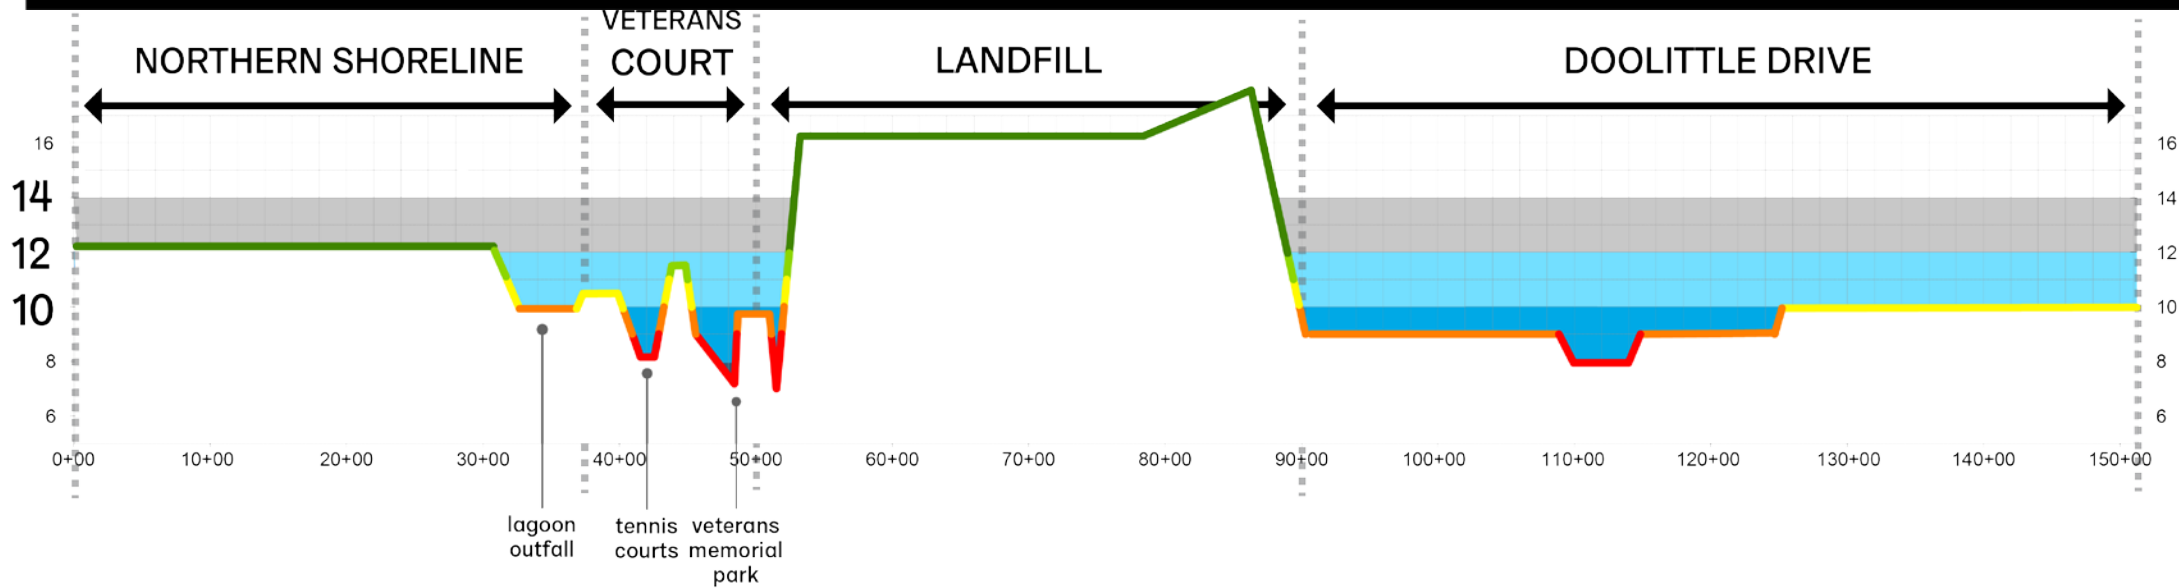 VETERANS
NORTHERN SHORELINE
COURT
LANDFILL
DOOLITTLE DRIVE
16
16
14
14
12
12
10
10
8
8
6
6
0+00
10+00
20+00
30+00
40+00
50+00
60+00
70+00
80+00
90+00
100+00
110+00
120+00
130+00
140+00
150+00
lagoon
outfall
tennis
courts
veterans
memorial
park